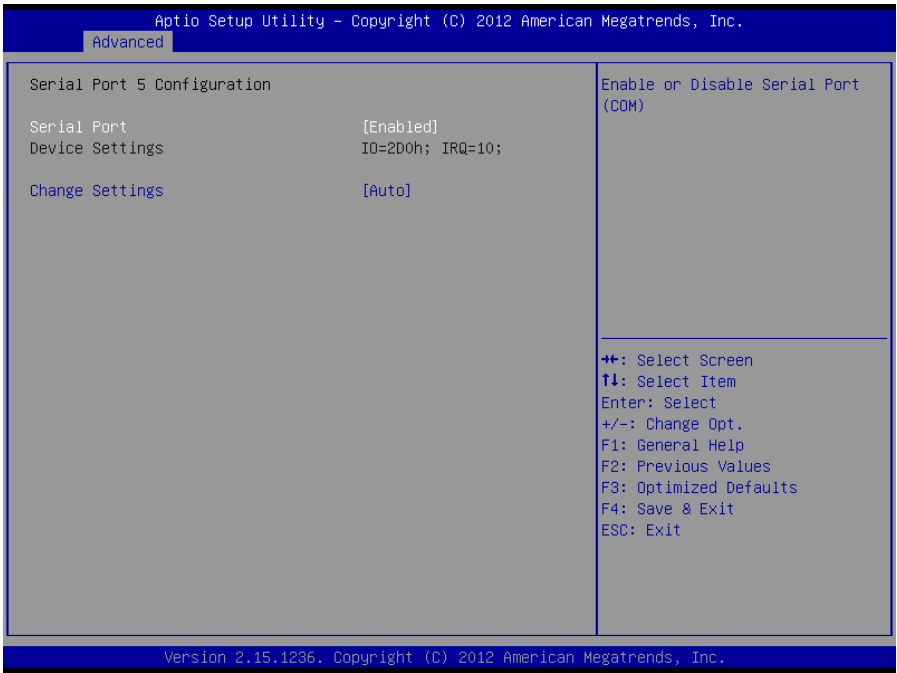 Aptio Setup Utility – Copyright (C) 2012 American Megatrends, Inc.
Advanced
Serial Port 5 Configuration
Serial Port [Enabled]
Device Settings IO=2D0h; IRQ=10;
Change Settings [Auto]
Enable or Disable Serial Port
(COM)
→←: Select Screen
↑↓: Select Item
Enter: Select
+/-: Change Opt.
F1: General Help
F2: Previous Values
F3: Optimized Defaults
F4: Save & Exit
ESC: Exit
Version 2.15.1236. Copyright (C) 2012 American Megatrends, Inc.